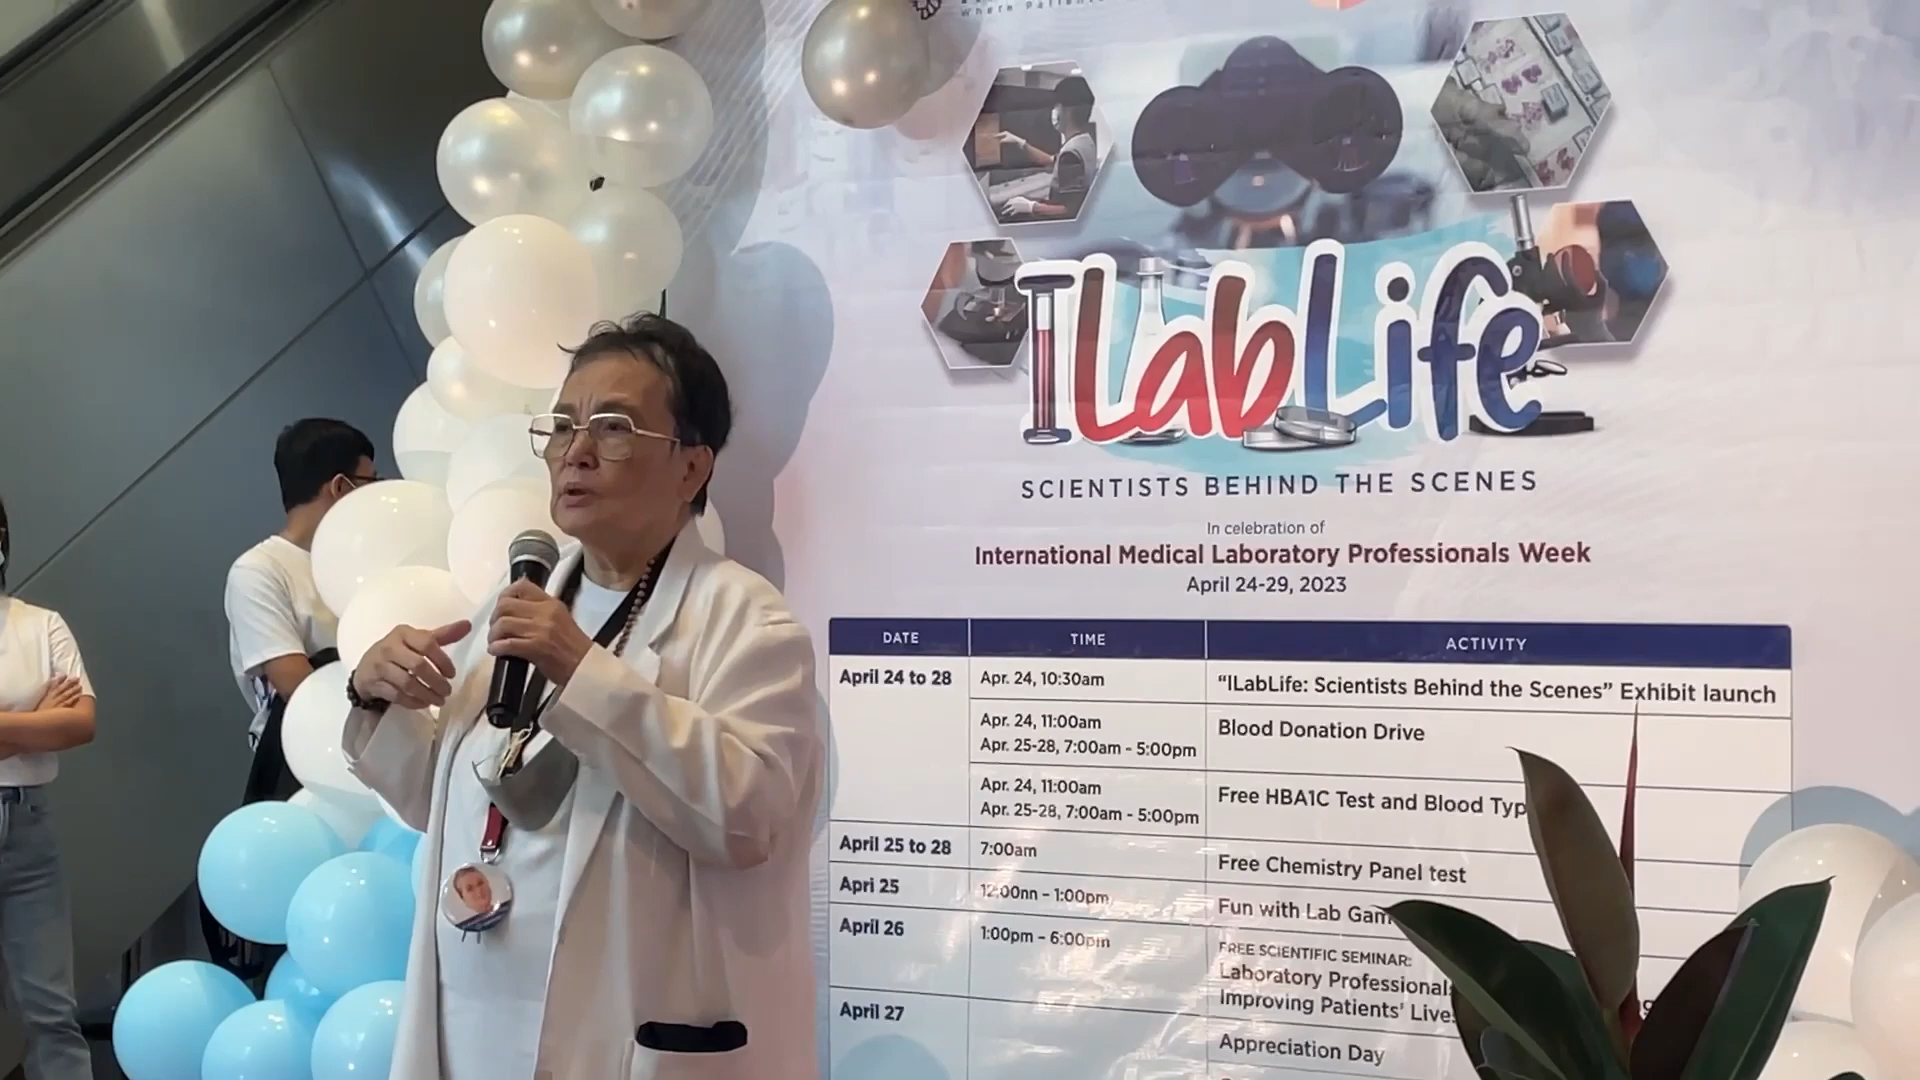 Where Patien
ILabLife
SCIENTISTS BEHIND THE SCENES
In celebration of
International Medical Laboratory Professionals Week
April 24-29, 2023
DATE TIME ACTIVITY
April 24 to 28 Apr. 24, 10:30am "ILabLife: Scientists Behind the Scenes" Exhibit launch
Apr. 24, 11:00am Blood Donation Drive
Apr. 25-28, 7:00am - 5:00pm
Apr. 24, 11:00am Free HBA1C Test and Blood Typ
Apr. 25-28, 7:00am - 5:00pm
April 25 to 28 7:00am Free Chemistry Panel test
Apri 25 12:00nn - 1:00pm Fun with Lab Gam
April 26 1:00pm - 6:00pm FREE SCIENTIFIC SEMINAR:
Laboratory Professionals
Improving Patients' Lives
April 27 Appreciation Day